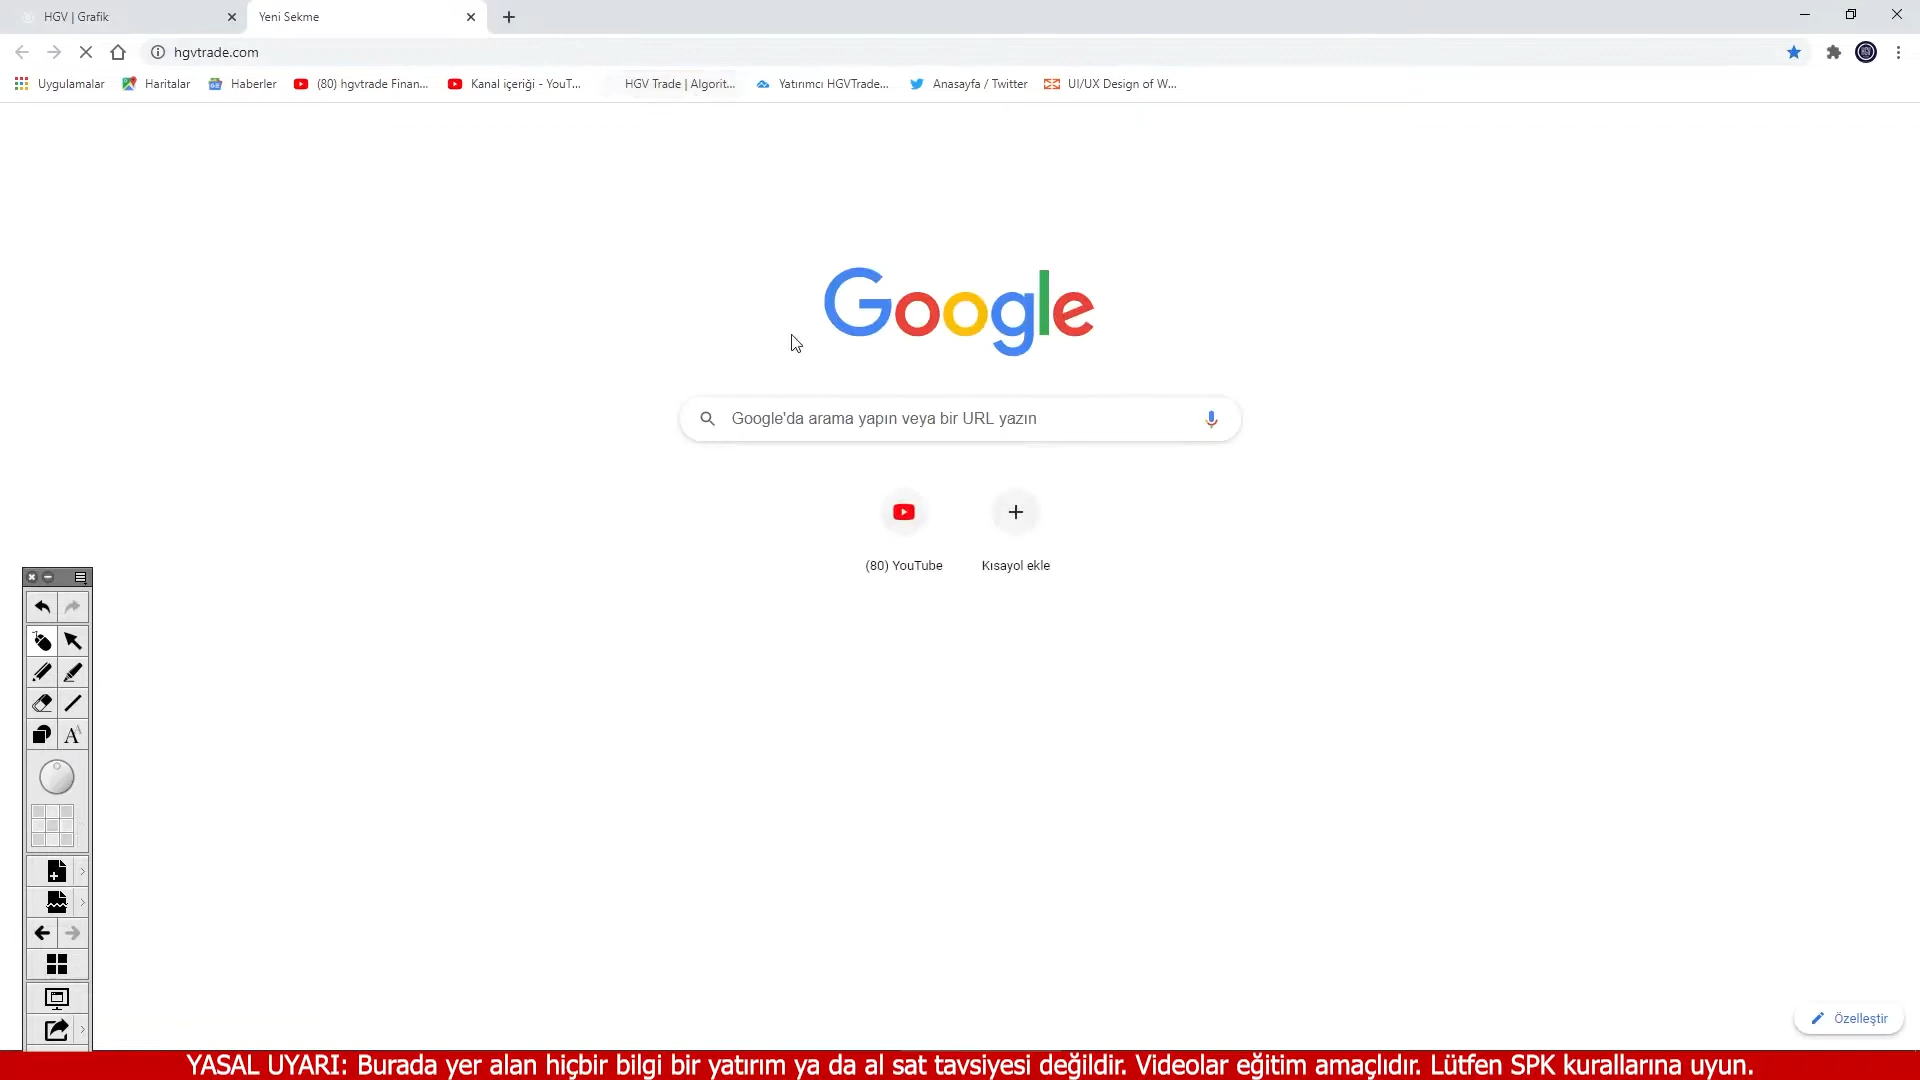 HGV | Grafik
Yeni Sekme
hgvtrade.com
Uygulamalar
Haritalar
Haberler
(80) hgvtrade Finan...
Kanal içeriği - YouT...
HGV Trade | Algorit...
Yatırımcı HGVTrade...
Anasayfa / Twitter
UI/UX Design of W...
Google
Google'da arama yapın veya bir URL yazın
(80) YouTube
Kısayol ekle
Özelleştir
YASAL UYARI: Burada yer alan hiçbir bilgi bir yatırım ya da al sat tavsiyesi değildir. Videolar eğitim amaçlıdır. Lütfen SPK kurallarına uyun.